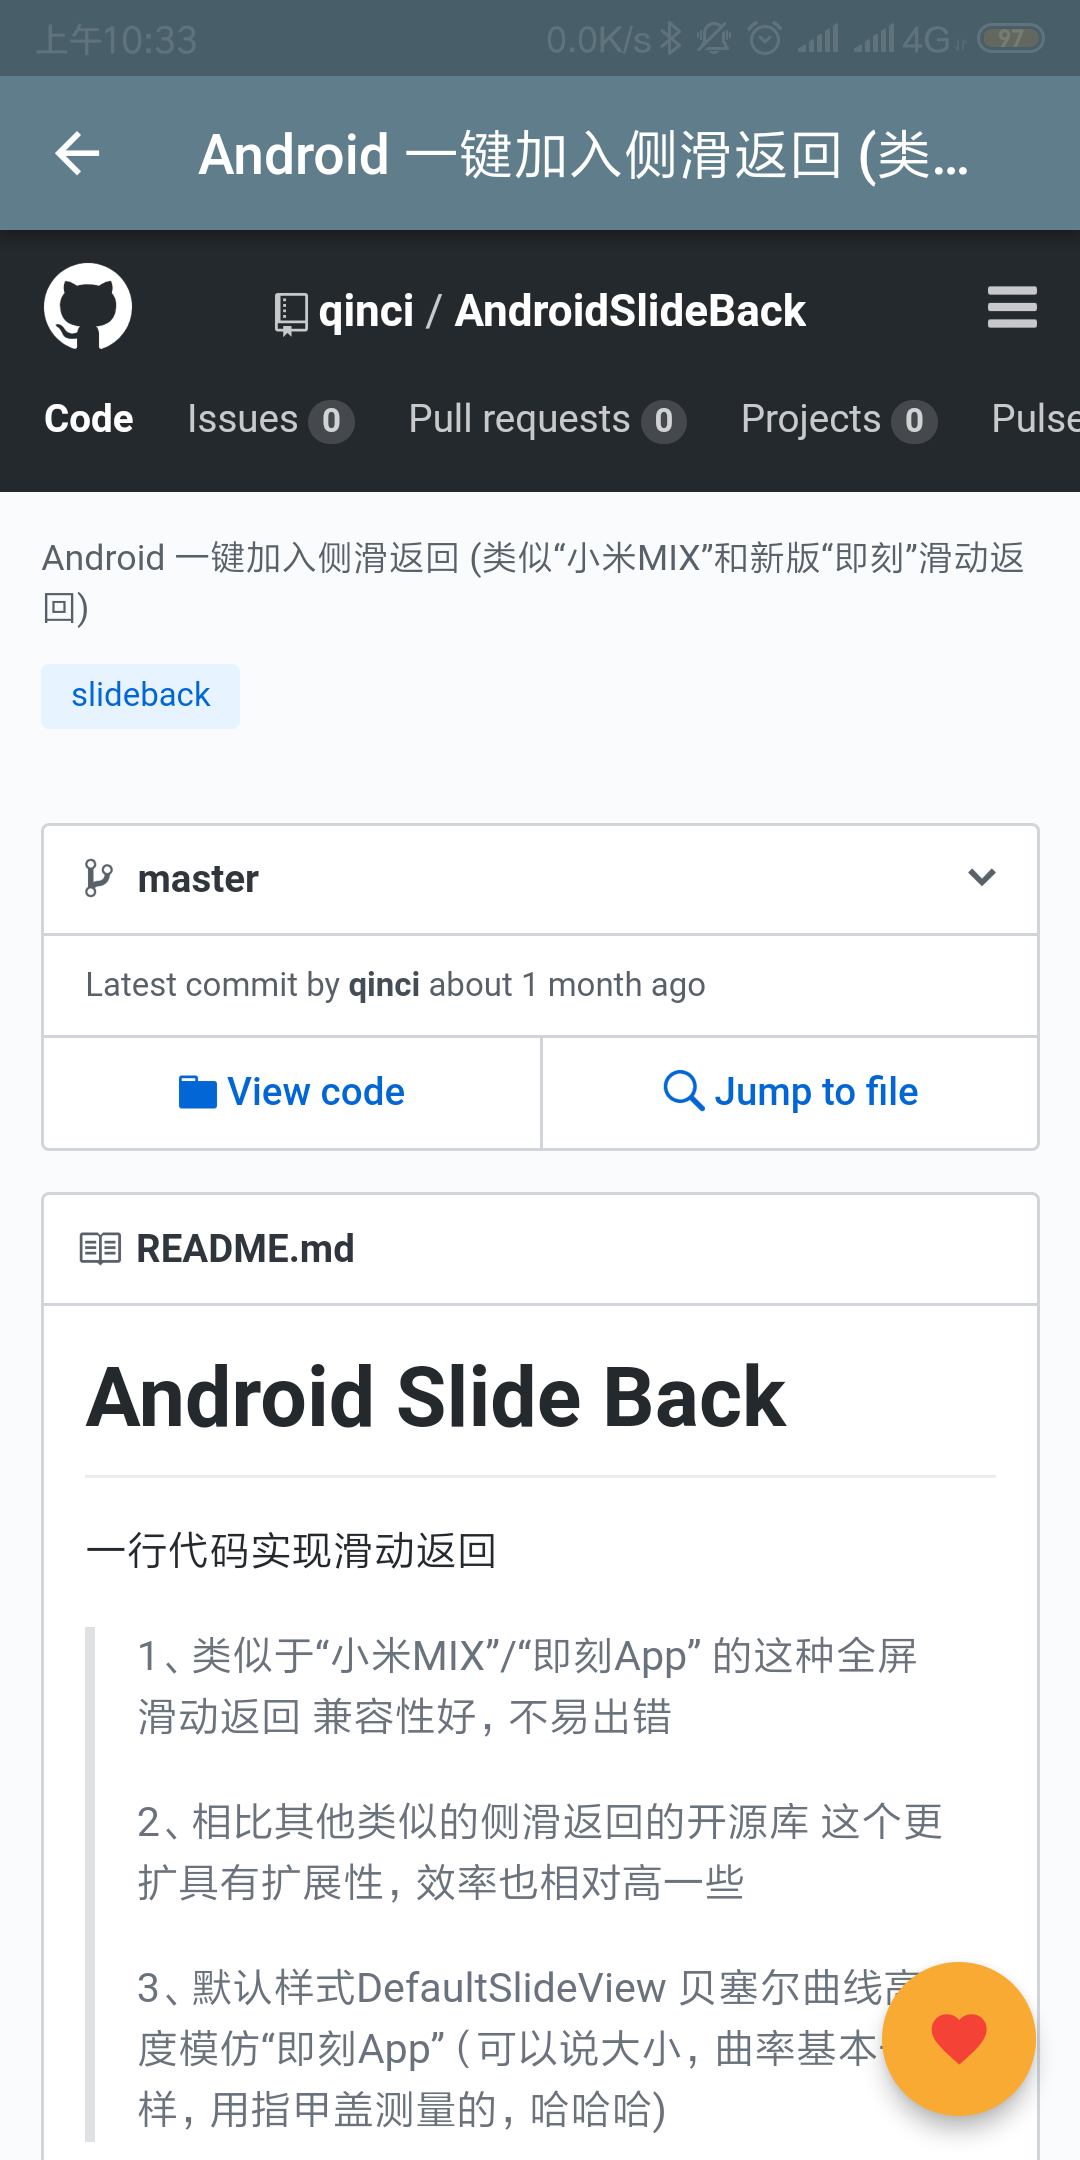 上午10:33
0.0K/s 4G 97
Android 一键加入侧滑返回 (类...
qinci / AndroidSlideBack
Code Issues 0 Pull requests 0 Projects 0 Pulse
Android 一键加入侧滑返回 (类似“小米MIX”和新版“即刻”滑动返
回)
slideback
master
Latest commit by qinci about 1 month ago
View code Jump to file
README.md
Android Slide Back
一行代码实现滑动返回
1、类似于“小米MIX”/“即刻App” 的这种全屏
滑动返回 兼容性好，不易出错
2、相比其他类似的侧滑返回的开源库 这个更
扩具有扩展性，效率也相对高一些
3、默认样式DefaultSlideView 贝塞尔曲线高
度模仿“即刻App”（可以说大小，曲率基本一
样，用指甲盖测量的，哈哈哈)